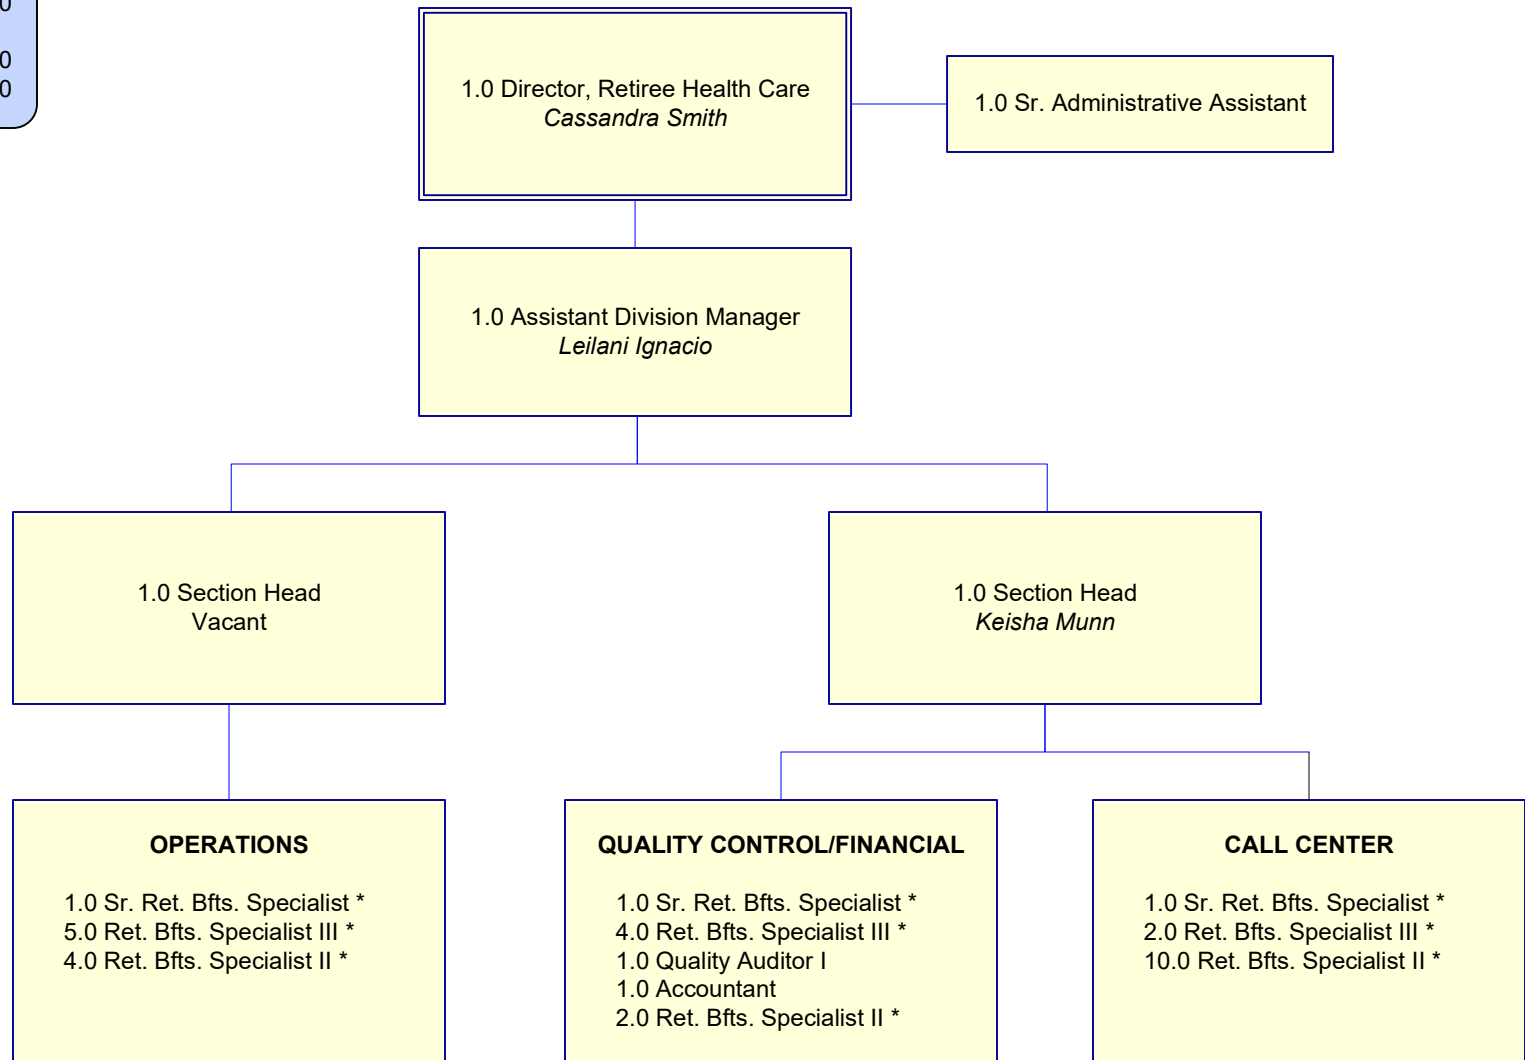 0
0
0
1.0 Director, Retiree Health Care
Cassandra Smith
1.0 Sr. Administrative Assistant
1.0 Assistant Division Manager
Leilani Ignacio
1.0 Section Head
Vacant
1.0 Section Head
Keisha Munn
OPERATIONS
1.0 Sr. Ret. Bfts. Specialist *
5.0 Ret. Bfts. Specialist III *
4.0 Ret. Bfts. Specialist II *
QUALITY CONTROL/FINANCIAL
1.0 Sr. Ret. Bfts. Specialist *
4.0 Ret. Bfts. Specialist III *
1.0 Quality Auditor I
1.0 Accountant
2.0 Ret. Bfts. Specialist II *
CALL CENTER
1.0 Sr. Ret. Bfts. Specialist *
2.0 Ret. Bfts. Specialist III *
10.0 Ret. Bfts. Specialist II *